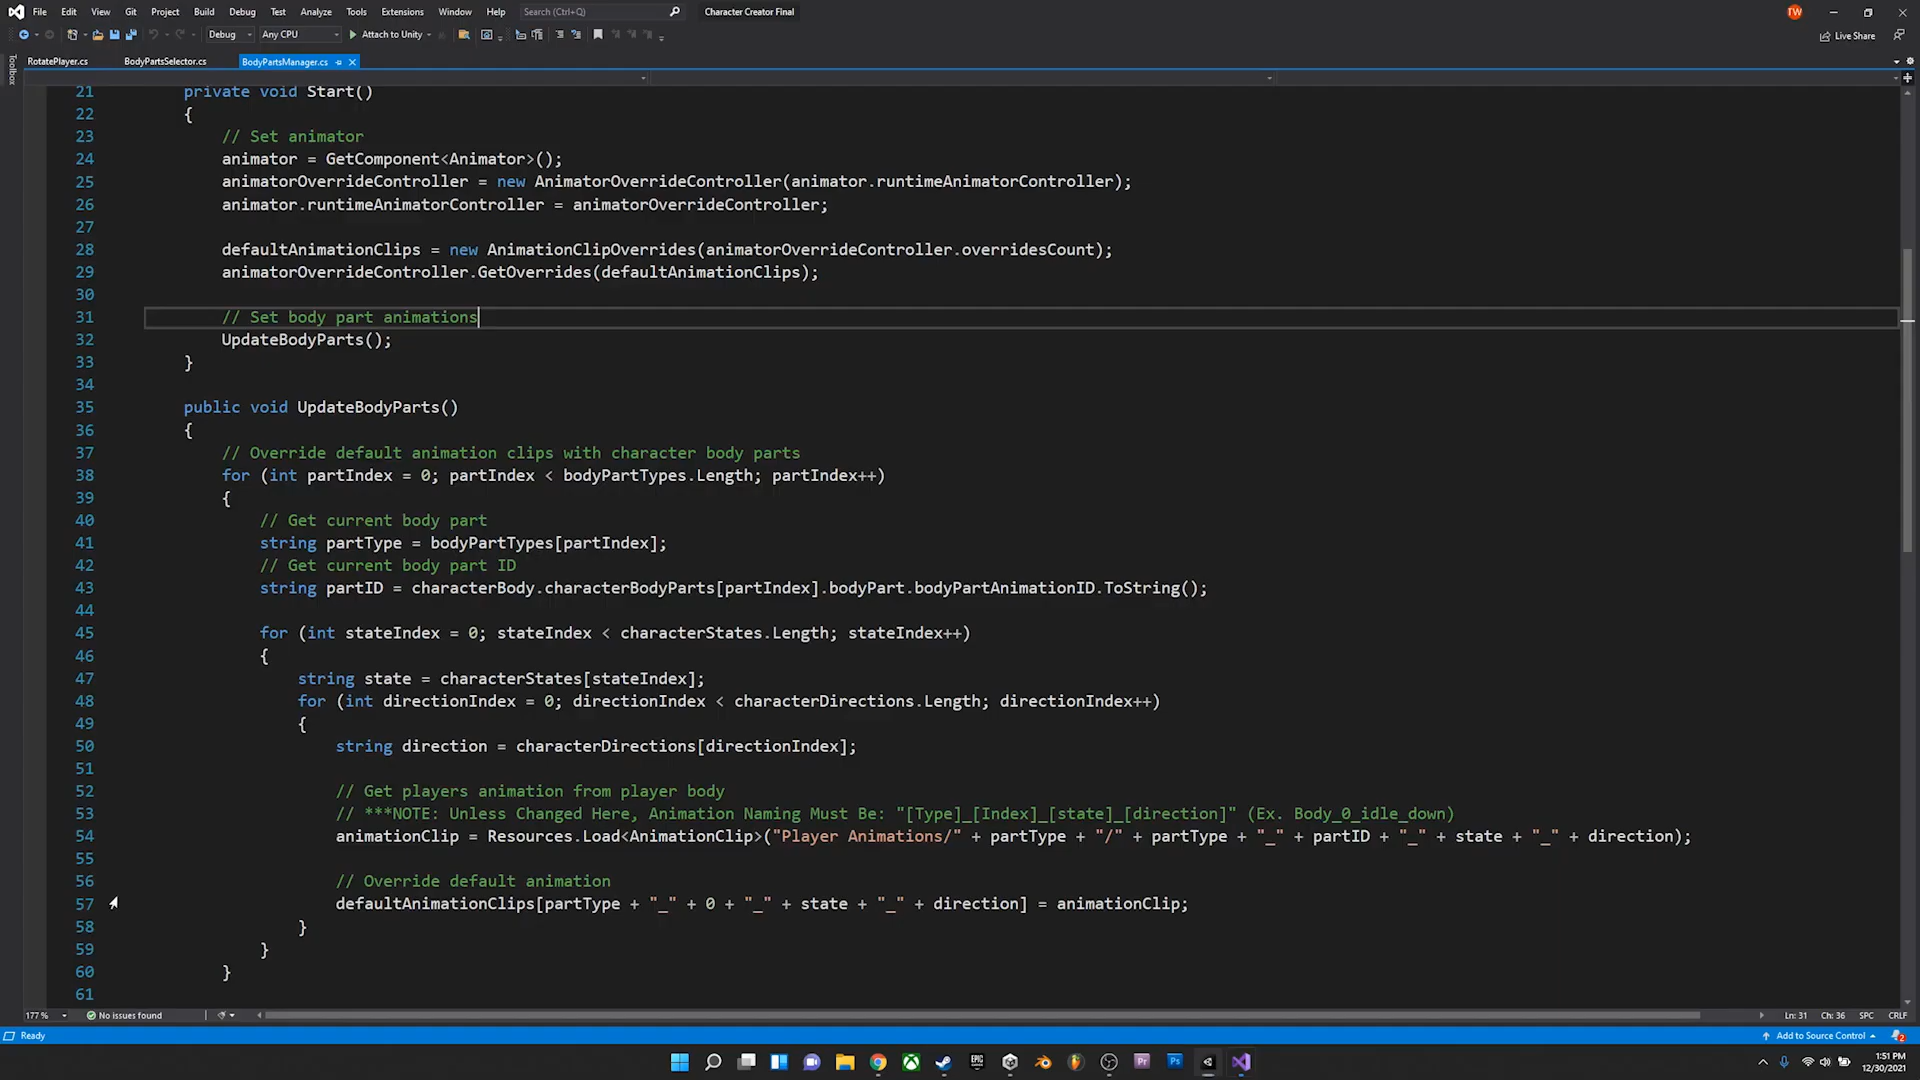 File Edit View Git Project Build Debug Test Analyze Tools Extensions Window Help Search (Ctrl+Q) Character Creator Final TW
Debug Any CPU Attach to Unity Live Share
Toolbox
RotatePlayer.cs BodyPartsSelector.cs BodyPartsManager.cs
21 private void Start()
22 {
23 // Set animator
24 animator = GetComponent<Animator>();
25 animatorOverrideController = new AnimatorOverrideController(animator.runtimeAnimatorController);
26 animator.runtimeAnimatorController = animatorOverrideController;
27
28 defaultAnimationClips = new AnimationClipOverrides(animatorOverrideController.overridesCount);
29 animatorOverrideController.GetOverrides(defaultAnimationClips);
30
31 // Set body part animations
32 UpdateBodyParts();
33 }
34
35 public void UpdateBodyParts()
36 {
37 // Override default animation clips with character body parts
38 for (int partIndex = 0; partIndex < bodyPartTypes.Length; partIndex++)
39 {
40 // Get current body part
41 string partType = bodyPartTypes[partIndex];
42 // Get current body part ID
43 string partID = characterBody.characterBodyParts[partIndex].bodyPart.bodyPartAnimationID.ToString();
44
45 for (int stateIndex = 0; stateIndex < characterStates.Length; stateIndex++)
46 {
47 string state = characterStates[stateIndex];
48 for (int directionIndex = 0; directionIndex < characterDirections.Length; directionIndex++)
49 {
50 string direction = characterDirections[directionIndex];
51
52 // Get players animation from player body
53 // ***NOTE: Unless Changed Here, Animation Naming Must Be: "[Type]_[Index]_[state]_[direction]" (Ex. Body_0_idle_down)
54 animationClip = Resources.Load<AnimationClip>("Player Animations/" + partType + "/" + partType + "_" + partID + "_" + state + "_" + direction);
55
56 // Override default animation
57 defaultAnimationClips[partType + "_" + 0 + "_" + state + "_" + direction] = animationClip;
58 }
59 }
60 }
61
177 % No issues found Ln: 31 Ch: 36 SPC CRLF
Ready Add to Source Control 2
EPIC GAMES Pr Ps 1:51 PM
12/30/2021